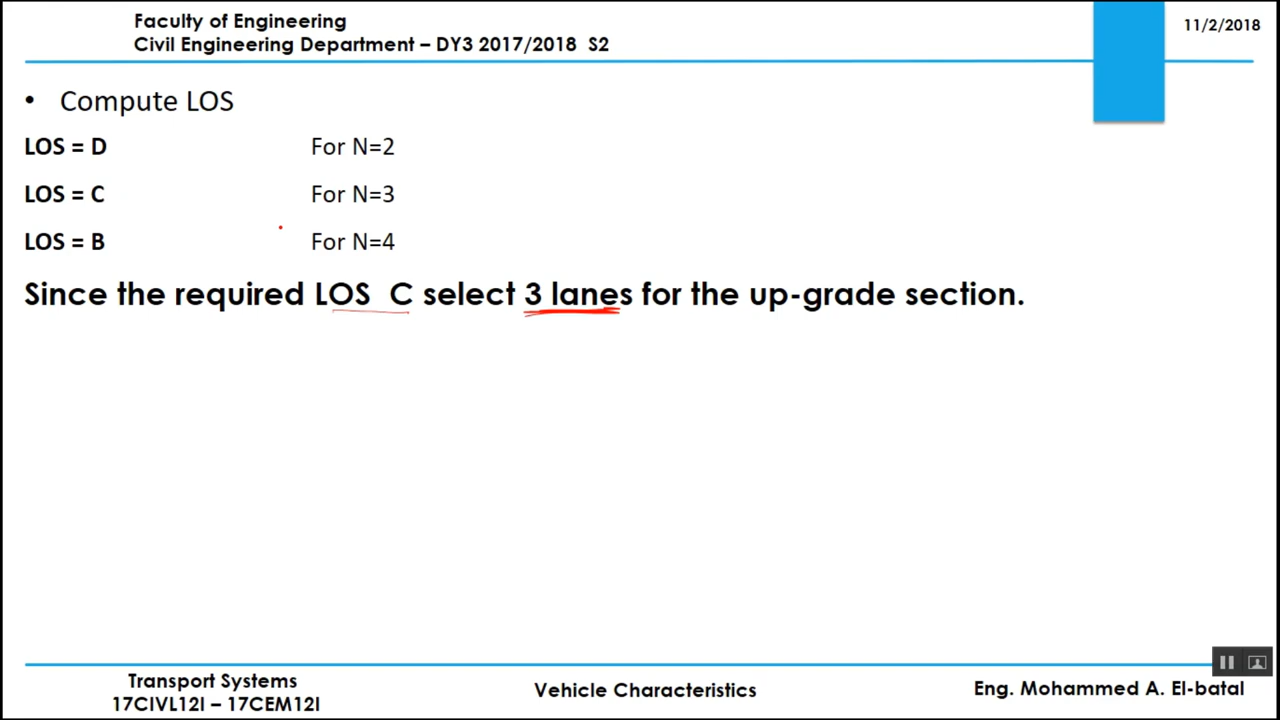 Faculty of Engineering
Civil Engineering Department – DY3 2017/2018 S2
11/2/2018
• Compute LOS
LOS = D For N=2
LOS = C For N=3
LOS = B For N=4
Since the required LOS C select 3 lanes for the up-grade section.
Transport Systems
17CIVL12I – 17CEM12I
Vehicle Characteristics
Eng. Mohammed A. El-batal